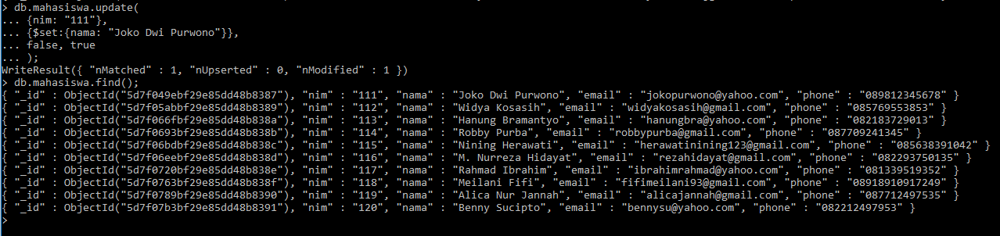 > db.mahasiswa.update(
... {nim: "111"},
... {$set:{nama: "Joko Dwi Purwono"}},
... false, true
... );
WriteResult({ "nMatched" : 1, "nUpserted" : 0, "nModified" : 1 })
> db.mahasiswa.find();
{ "_id" : ObjectId("5d7f049ebf29e85dd48b8387"), "nim" : "111", "nama" : "Joko Dwi Purwono", "email" : "jokopurwono@yahoo.com", "phone" : "089812345678" }
{ "_id" : ObjectId("5d7f05abbf29e85dd48b8389"), "nim" : "112", "nama" : "Widya Kosasih", "email" : "widyakosasih@gmail.com", "phone" : "085769553853" }
{ "_id" : ObjectId("5d7f066fbf29e85dd48b838a"), "nim" : "113", "nama" : "Hanung Bramantyo", "email" : "hanungbra@yahoo.com", "phone" : "082183729013" }
{ "_id" : ObjectId("5d7f0693bf29e85dd48b838b"), "nim" : "114", "nama" : "Robby Purba", "email" : "robbypurba@gmail.com", "phone" : "087709241345" }
{ "_id" : ObjectId("5d7f06bdbf29e85dd48b838c"), "nim" : "115", "nama" : "Nining Herawati", "email" : "herawatinining123@gmail.com", "phone" : "085638391042" }
{ "_id" : ObjectId("5d7f06eebf29e85dd48b838d"), "nim" : "116", "nama" : "M. Nurreza Hidayat", "email" : "rezahidayat@gmail.com", "phone" : "082293750135" }
{ "_id" : ObjectId("5d7f0720bf29e85dd48b838e"), "nim" : "117", "nama" : "Rahmad Ibrahim", "email" : "ibrahimrahmad@yahoo.com", "phone" : "081339519352" }
{ "_id" : ObjectId("5d7f0763bf29e85dd48b838f"), "nim" : "118", "nama" : "Meilani Fifi", "email" : "fifimeilani93@gmail.com", "phone" : "08918910917249" }
{ "_id" : ObjectId("5d7f0789bf29e85dd48b8390"), "nim" : "119", "nama" : "Alica Nur Jannah", "email" : "alicajannah@gmail.com", "phone" : "087712497535" }
{ "_id" : ObjectId("5d7f07b3bf29e85dd48b8391"), "nim" : "120", "nama" : "Benny Sucipto", "email" : "bennysu@yahoo.com", "phone" : "082212497953" }
>